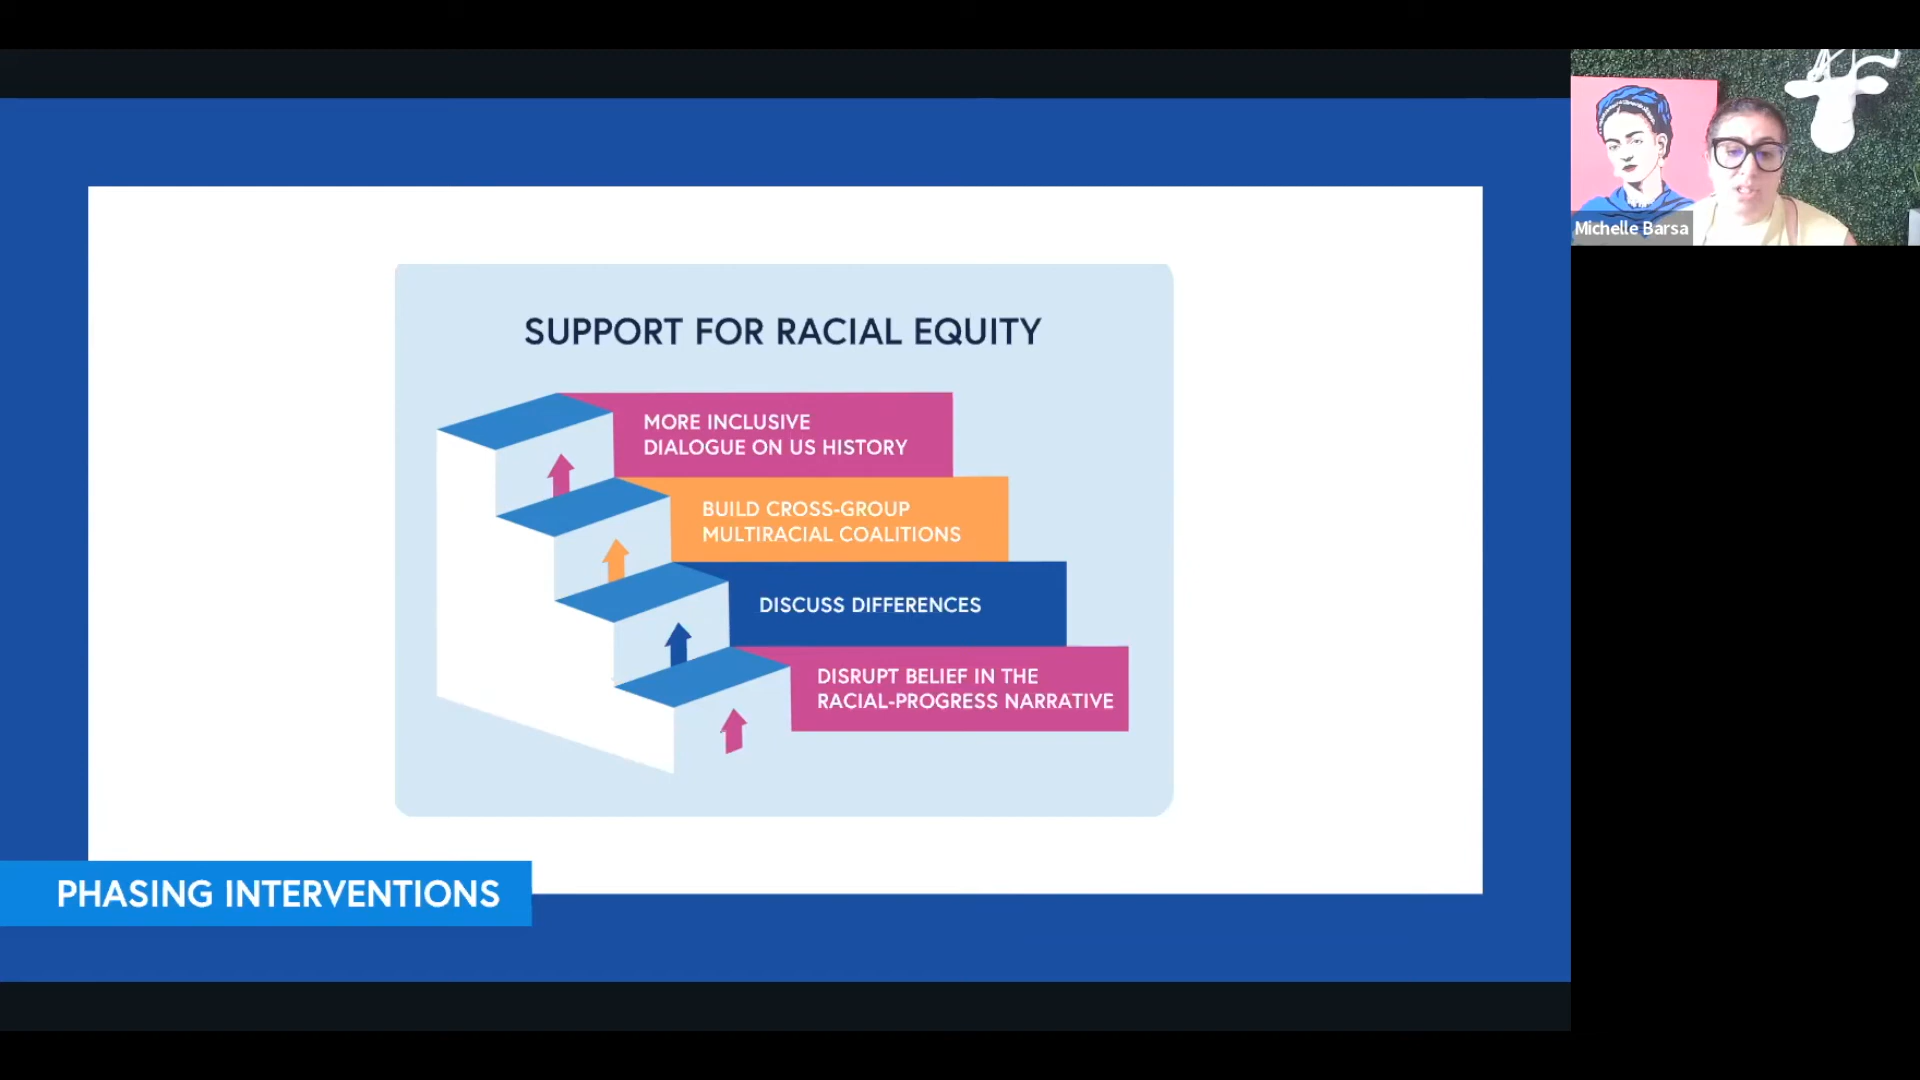 Michelle Barsa
SUPPORT FOR RACIAL EQUITY
MORE INCLUSIVE
DIALOGUE ON US HISTORY
BUILD CROSS-GROUP
MULTIRACIAL COALITIONS
DISCUSS DIFFERENCES
DISRUPT BELIEF IN THE
RACIAL-PROGRESS NARRATIVE
PHASING INTERVENTIONS